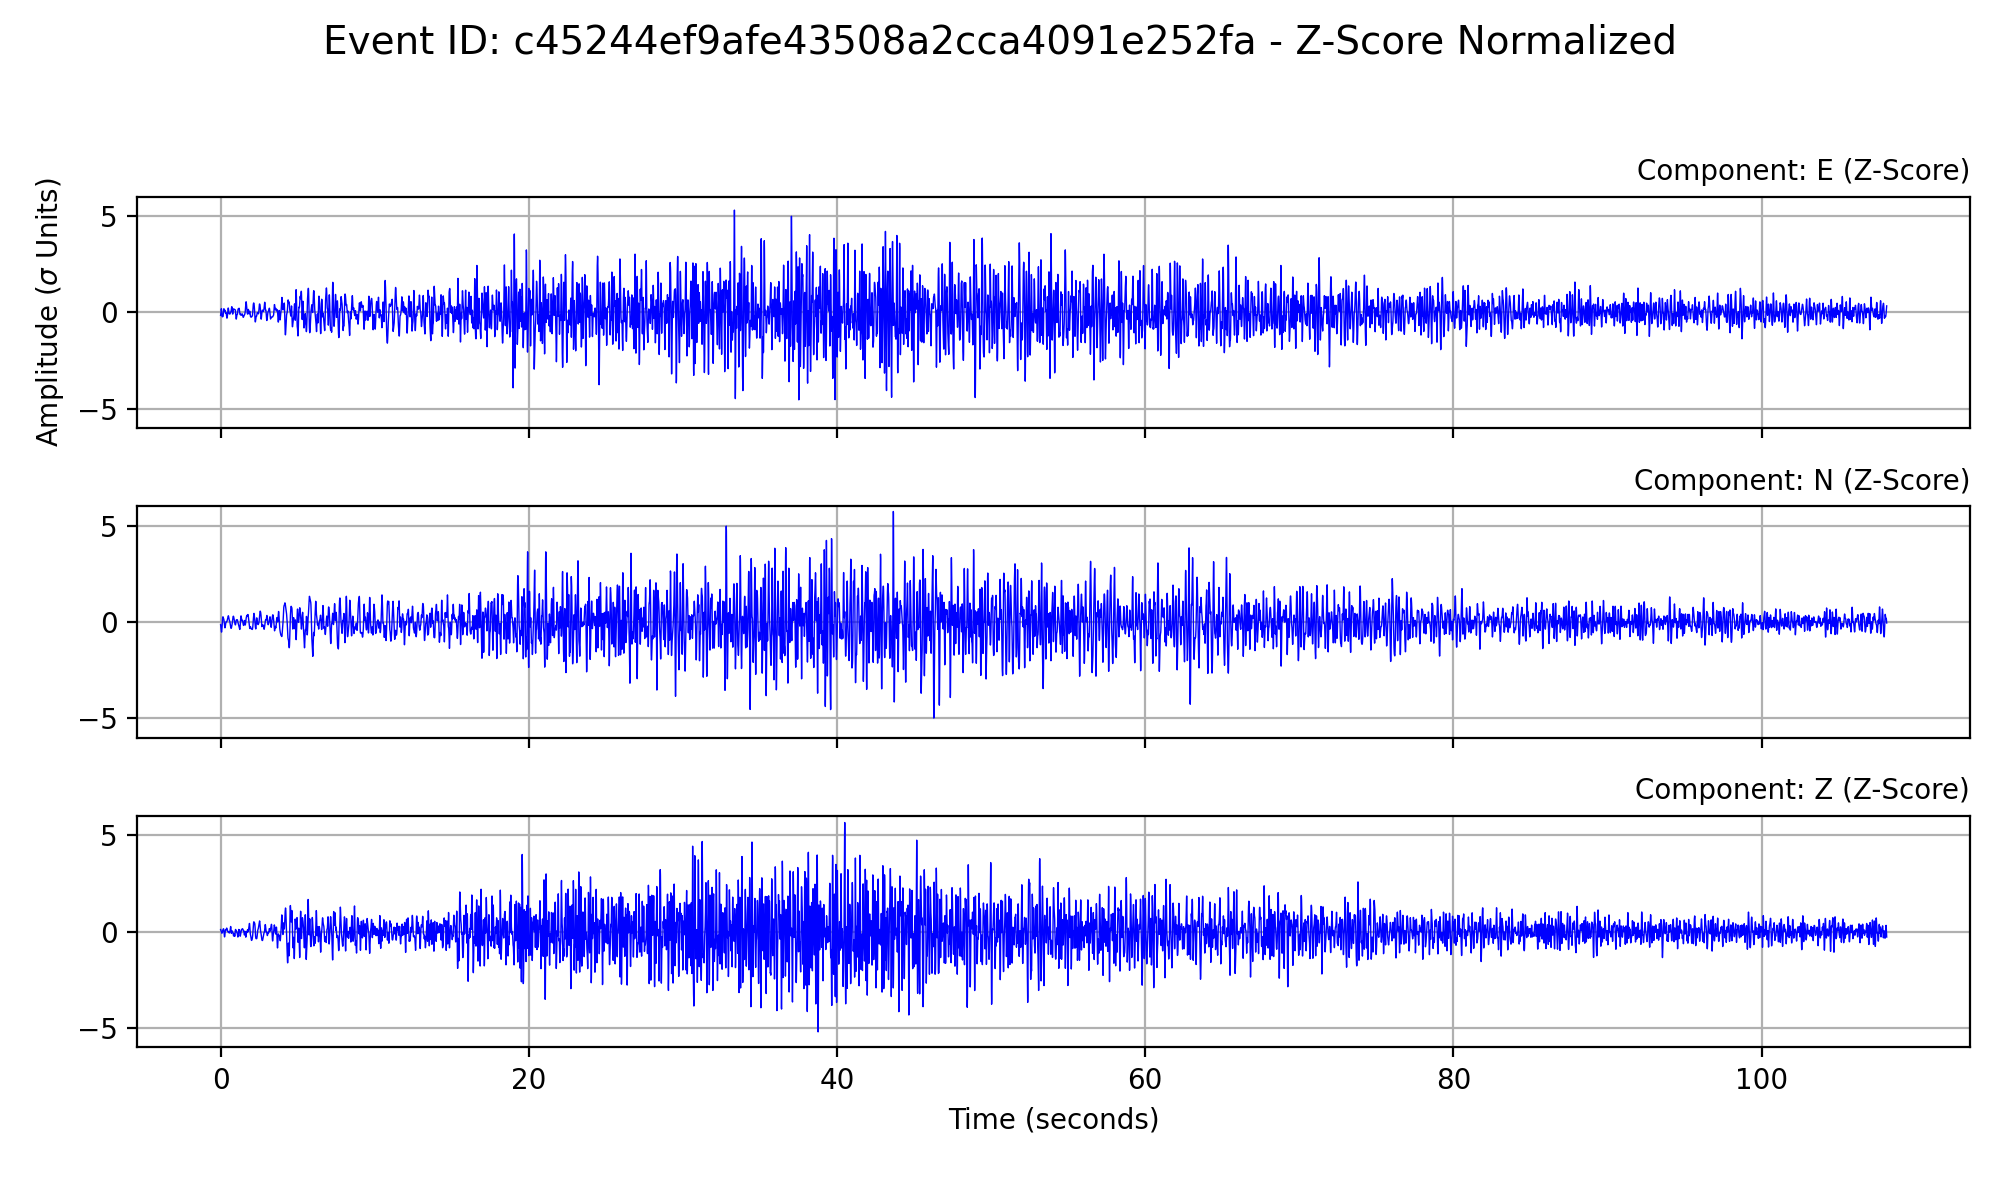 Event ID: c45244ef9afe43508a2cca4091e252fa - Z-Score Normalized
Component: E (Z-Score)
Amplitude (σ Units)
5
0
−5
Component: N (Z-Score)
5
0
−5
Component: Z (Z-Score)
5
0
−5
0 20 40 60 80 100
Time (seconds)